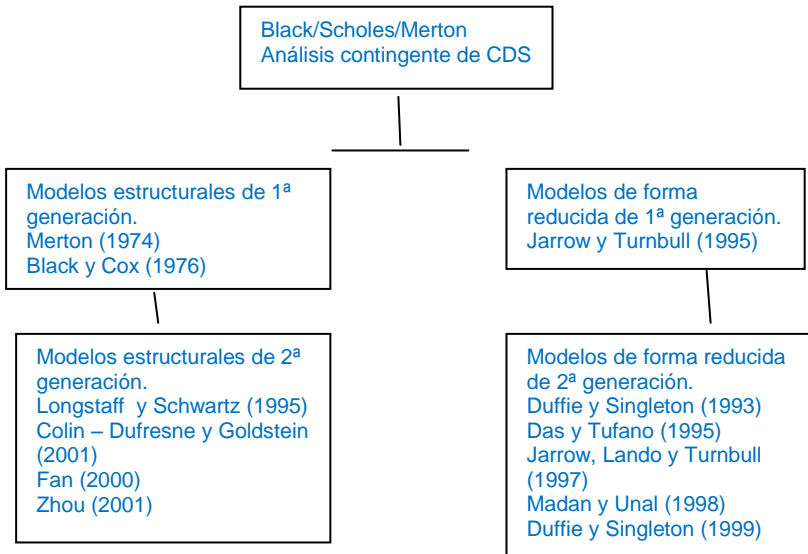 Black/Scholes/Merton
Análisis contingente de CDS
Modelos estructurales de 1ª
generación.
Merton (1974)
Black y Cox (1976)
Modelos de forma
reducida de 1ª generación.
Jarrow y Turnbull (1995)
Modelos estructurales de 2ª
generación.
Longstaff y Schwartz (1995)
Colin – Dufresne y Goldstein
(2001)
Fan (2000)
Zhou (2001)
Modelos de forma reducida
de 2ª generación.
Duffie y Singleton (1993)
Das y Tufano (1995)
Jarrow, Lando y Turnbull
(1997)
Madan y Unal (1998)
Duffie y Singleton (1999)